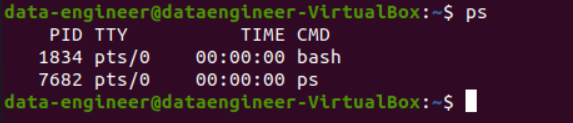 data-engineer@dataengineer-VirtualBox:~$ ps
    PID TTY          TIME CMD
   1834 pts/0    00:00:00 bash
   7682 pts/0    00:00:00 ps
data-engineer@dataengineer-VirtualBox:~$